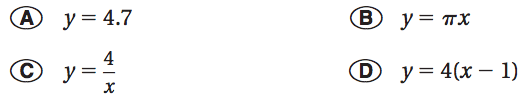 Ⓐ y = 4.7
Ⓑ y = πx
Ⓒ y = 4/x
Ⓓ y = 4(x − 1)